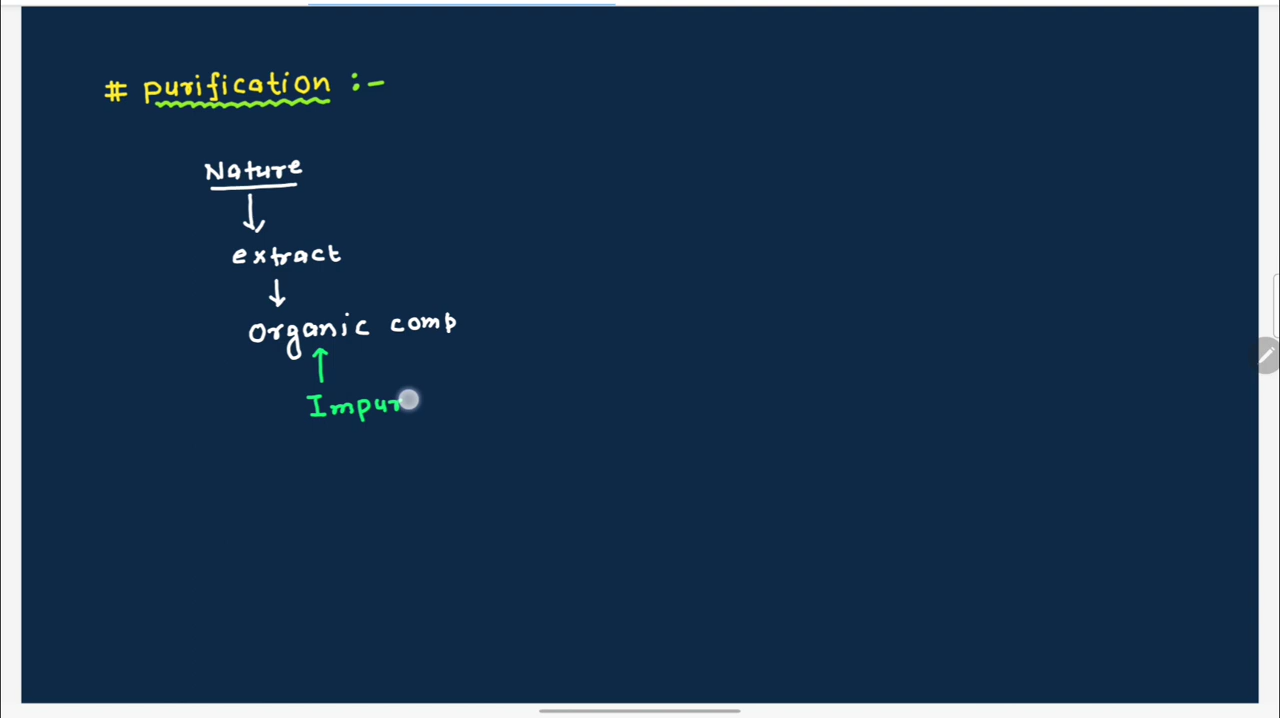 # purification :-
Nature
extract
organic comp
Impur